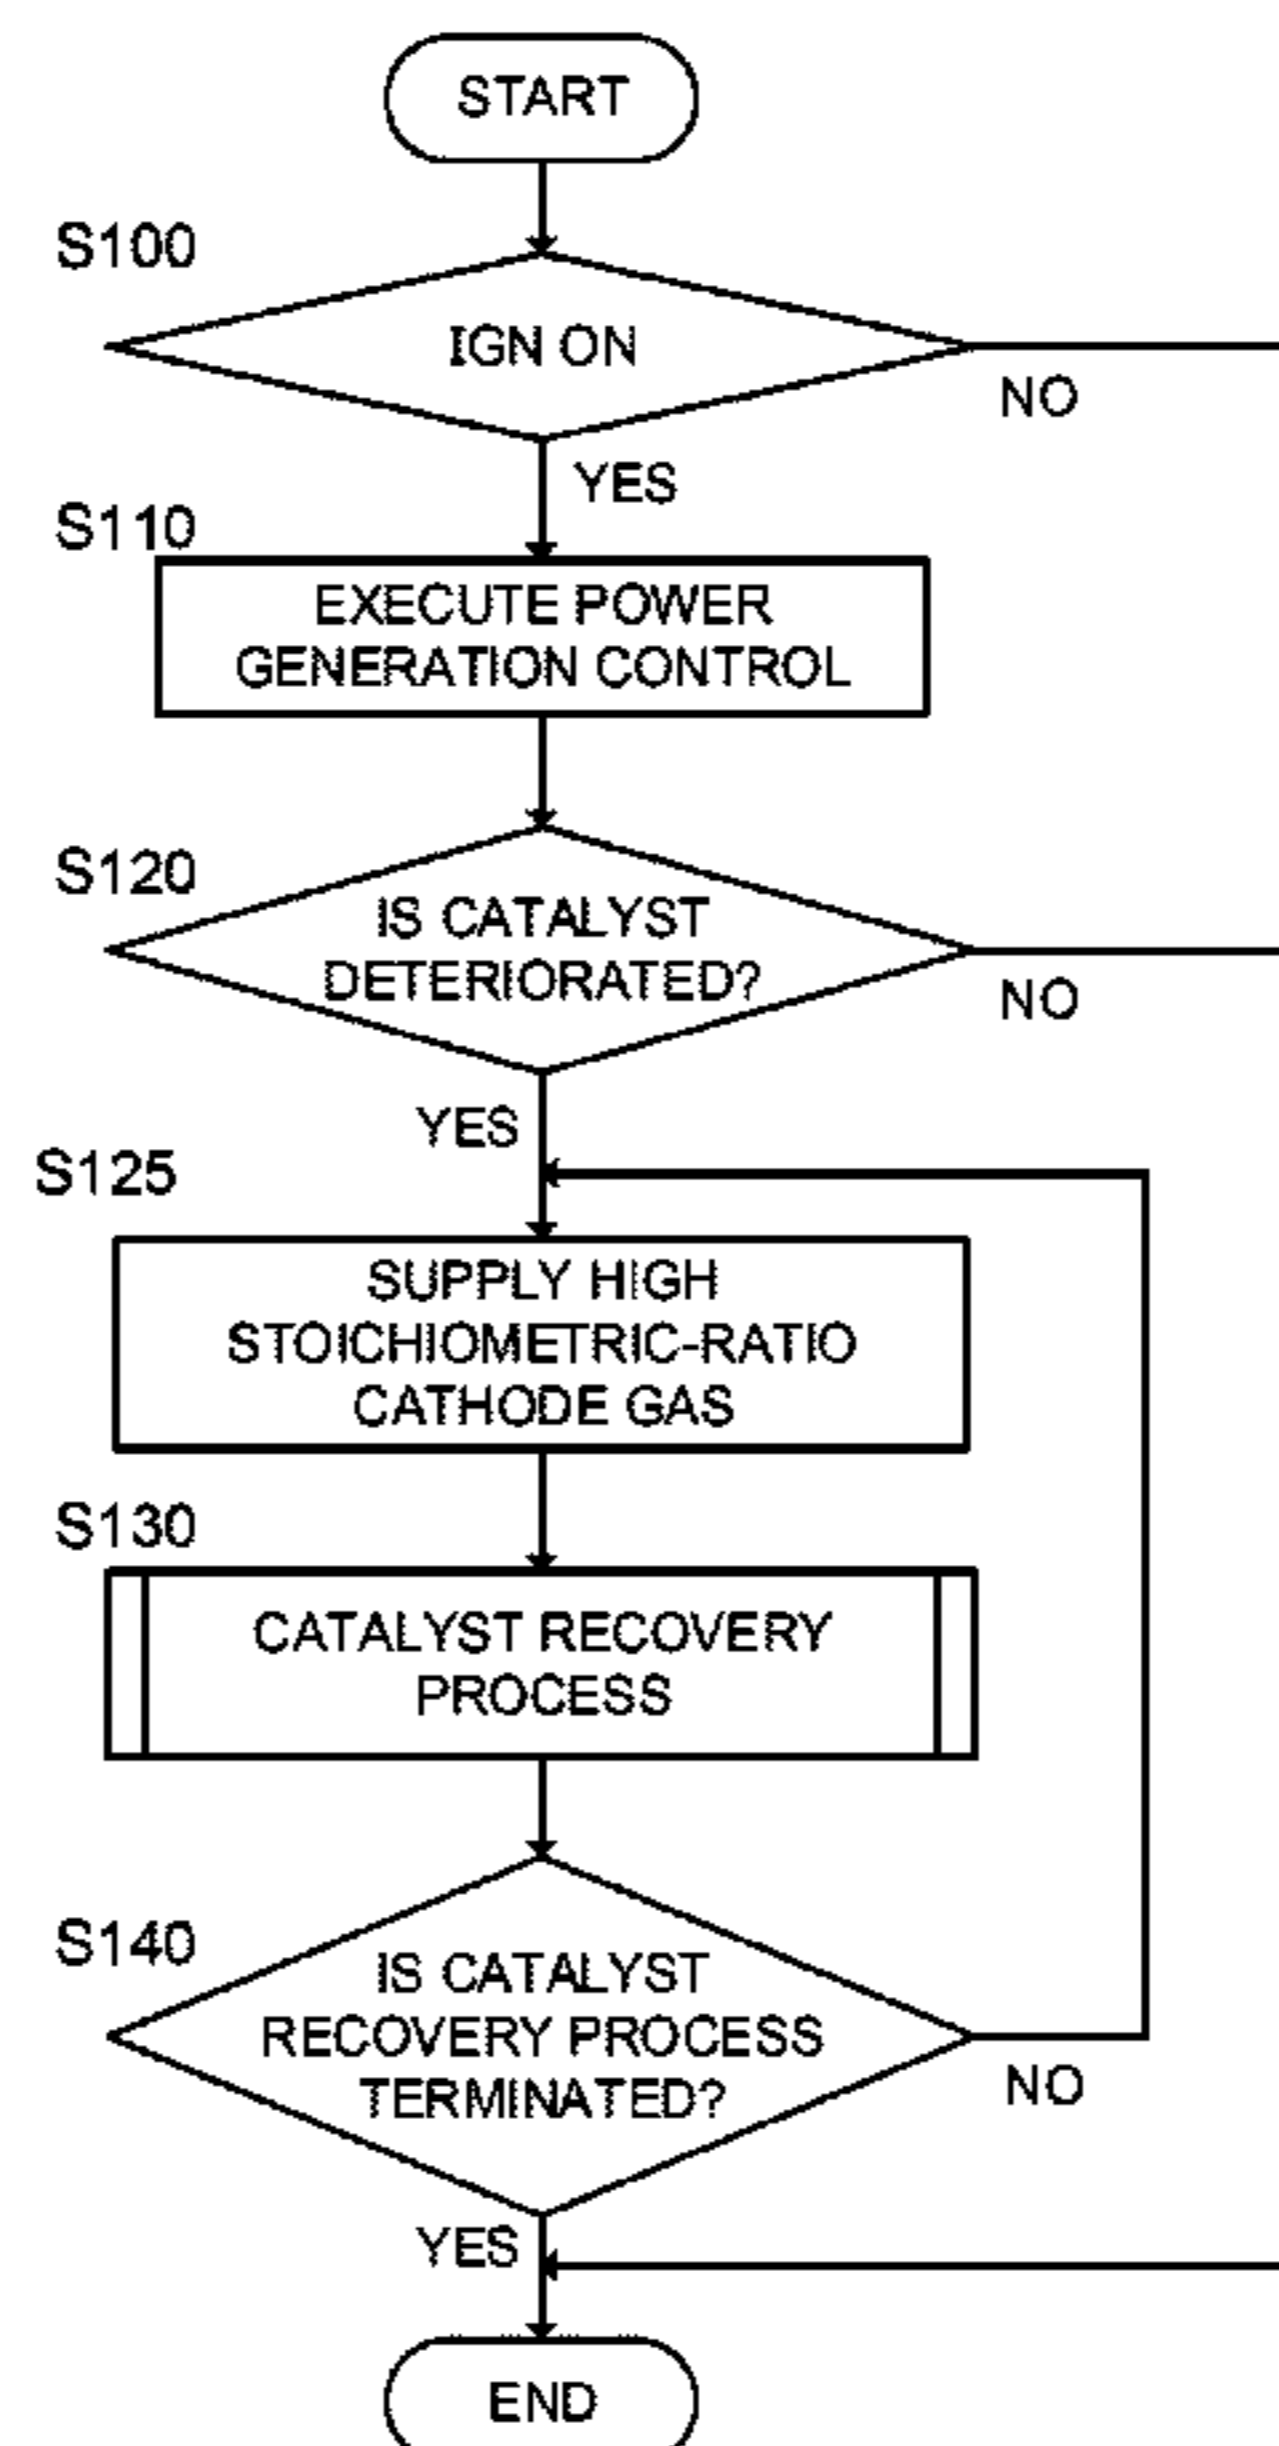 START
S100
IGN ON
NO
YES
S110
EXECUTE POWER
GENERATION CONTROL
S120
IS CATALYST
DETERIORATED?
NO
YES
S125
SUPPLY HIGH
STOICHIOMETRIC-RATIO
CATHODE GAS
S130
CATALYST RECOVERY
PROCESS
S140
IS CATALYST
RECOVERY PROCESS
TERMINATED?
NO
YES
END